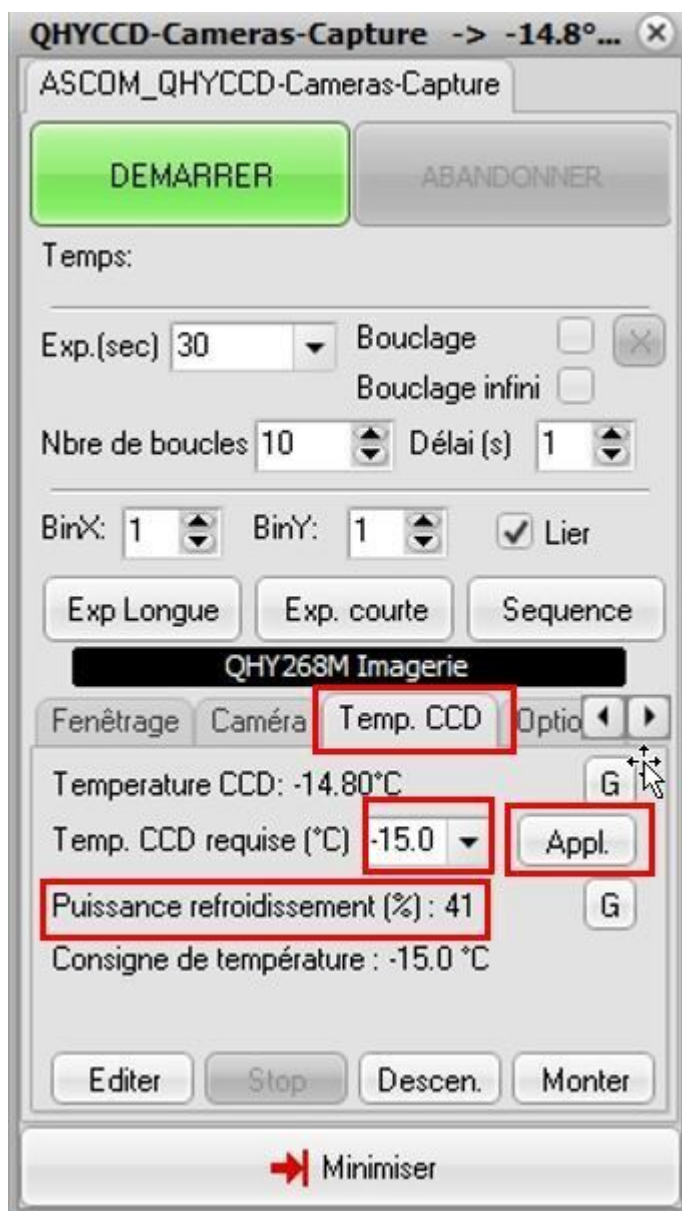 QHYCCD-Cameras-Capture -> -14.8°...
ASCOM_QHYCCD-Cameras-Capture
DEMARRER ABANDONNER
Temps:
Exp.(sec) 30 Bouclage
Bouclage infini
Nbre de boucles 10 Délai (s) 1
BinX: 1 BinY: 1 Lier
Exp Longue Exp. courte Sequence
QHY268M Imagerie
Fenêtrage Caméra Temp. CCD Optio
Temperature CCD: -14.80°C G
Temp. CCD requise (°C) -15.0 Appl.
Puissance refroidissement (%) : 41 G
Consigne de température : -15.0 °C
Editer Stop Descen. Monter
Minimiser